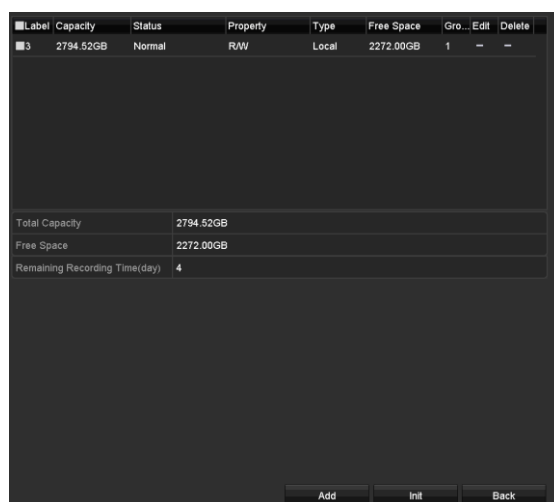 Label Capacity Status Property Type Free Space Gro... Edit Delete
3 2794.52GB Normal R/W Local 2272.00GB 1 – –
Total Capacity 2794.52GB
Free Space 2272.00GB
Remaining Recording Time(day) 4
Add Init Back